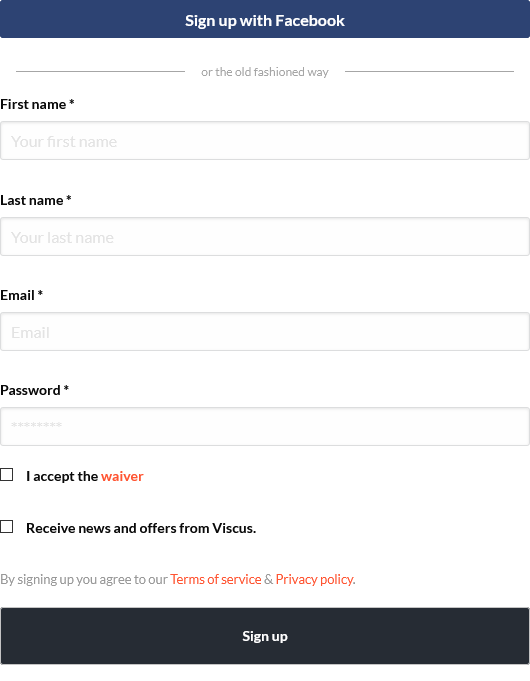 Sign up with Facebook
or the old fashioned way
First name *
Your first name
Last name *
Your last name
Email *
Email
Password *
********
I accept the waiver
Receive news and offers from Viscus.
By signing up you agree to our Terms of service & Privacy policy.
Sign up